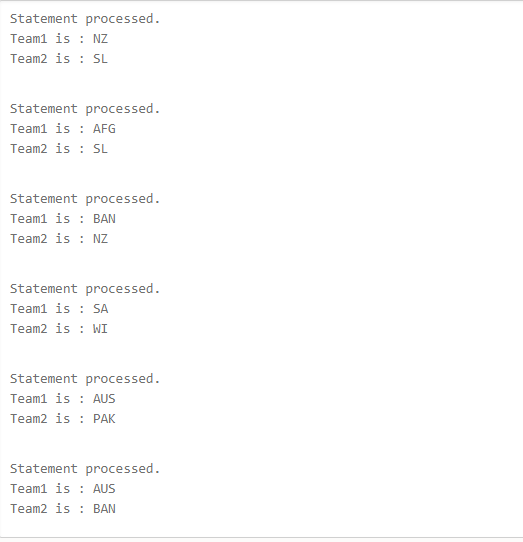 Statement processed.
Team1 is : NZ
Team2 is : SL
Statement processed.
Team1 is : AFG
Team2 is : SL
Statement processed.
Team1 is : BAN
Team2 is : NZ
Statement processed.
Team1 is : SA
Team2 is : WI
Statement processed.
Team1 is : AUS
Team2 is : PAK
Statement processed.
Team1 is : AUS
Team2 is : BAN